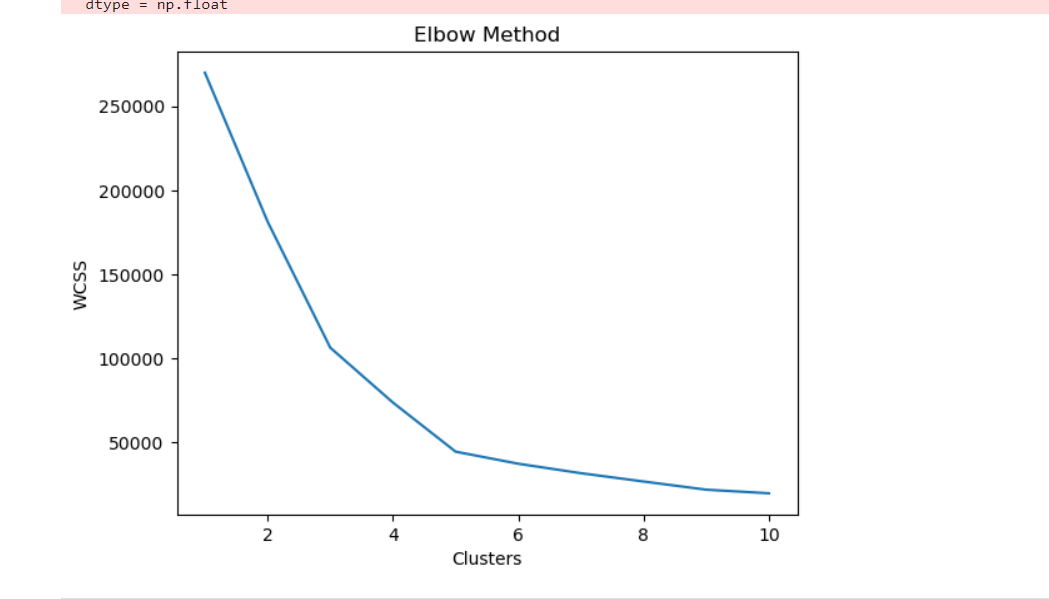 dtype = np.float
Elbow Method
250000
200000
150000
100000
50000
WCSS
2 4 6 8 10
Clusters